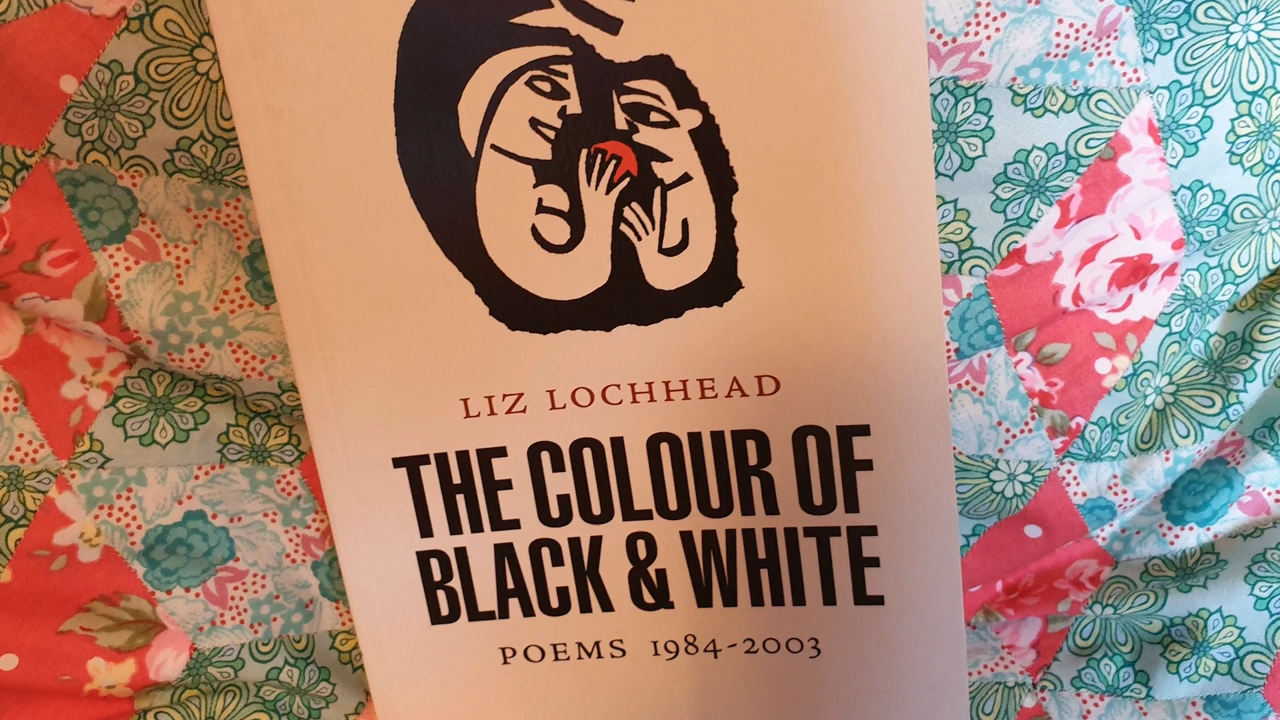 LIZ LOCHHEAD
THE COLOUR OF
BLACK & WHITE
POEMS 1984-2003